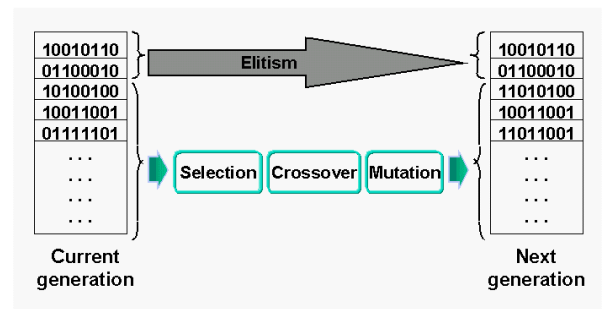 10010110
01100010
10100100
10011001
01111101
. . .
. . .
. . .
. . .
Current
generation
Elitism
Selection
Crossover
Mutation
10010110
01100010
11010100
10011001
11011001
. . .
. . .
. . .
. . .
Next
generation